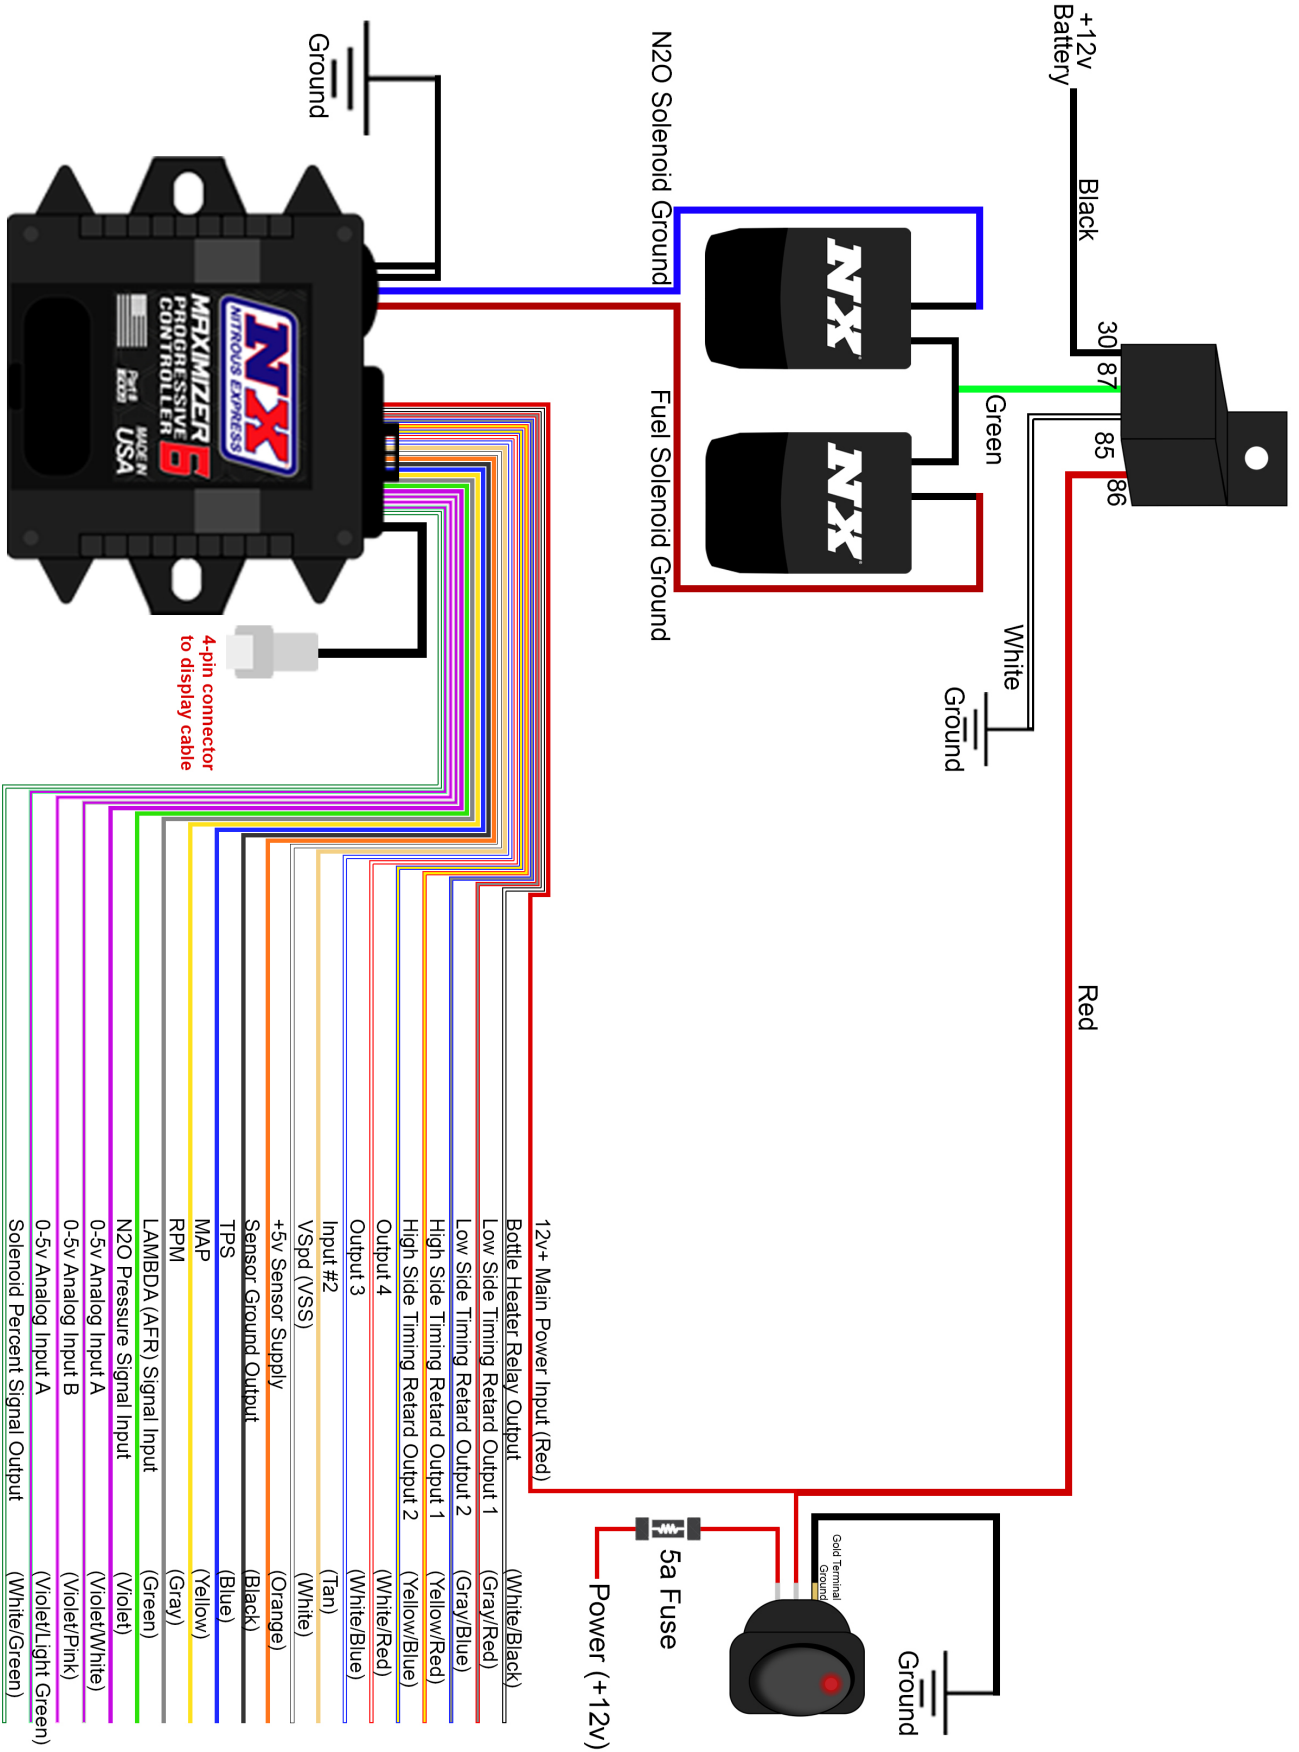 +12v
Battery
Black
30
87
85
86
Green
White
Ground
Red
N2O Solenoid Ground
Fuel Solenoid Ground
NX
NX
Ground
NX
NITROUS EXPRESS
MAXIMIZER 6
PROGRESSIVE
CONTROLLER
MADE IN
USA
Part#
4-pin connector
to display cable
12v+ Main Power Input (Red)
Bottle Heater Relay Output (White/Black)
Low Side Timing Retard Output 1 (Gray/Red)
Low Side Timing Retard Output 2 (Gray/Blue)
High Side Timing Retard Output 1 (Yellow/Red)
High Side Timing Retard Output 2 (Yellow/Blue)
Output 4 (White/Red)
Output 3 (White/Blue)
Input #2 (Tan)
VSpd (VSS) (White)
+5v Sensor Supply (Orange)
Sensor Ground Output (Black)
TPS (Blue)
MAP (Yellow)
RPM (Gray)
LAMBDA (AFR) Signal Input (Green)
N2O Pressure Signal Input (Violet)
0-5v Analog Input A (Violet/White)
0-5v Analog Input B (Violet/Pink)
0-5v Analog Input A (Violet/Light Green)
Solenoid Percent Signal Output (White/Green)
Gold Terminal
Ground
5a Fuse
Power (+12v)
Ground